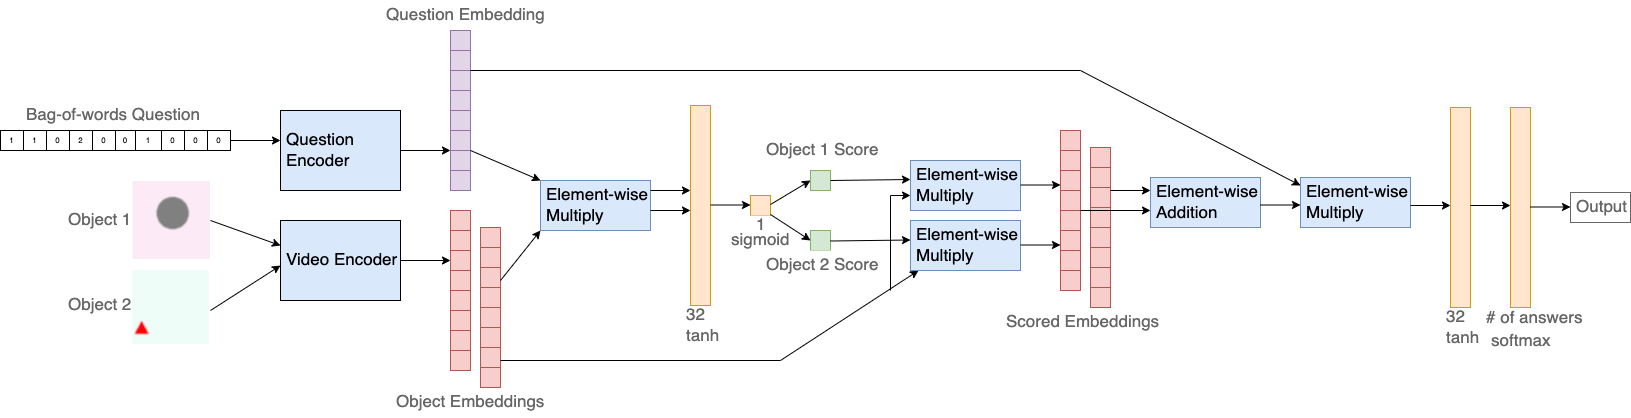 Question Embedding
Bag-of-words Question
1 1 0 2 0 0 1 0 0 0
Question
Encoder
Object 1
Object 2
Video Encoder
Object Embeddings
Element-wise
Multiply
32
tanh
1
sigmoid
Object 1 Score
Object 2 Score
Element-wise
Multiply
Element-wise
Multiply
Scored Embeddings
Element-wise
Addition
Element-wise
Multiply
32
tanh
# of answers
softmax
Output